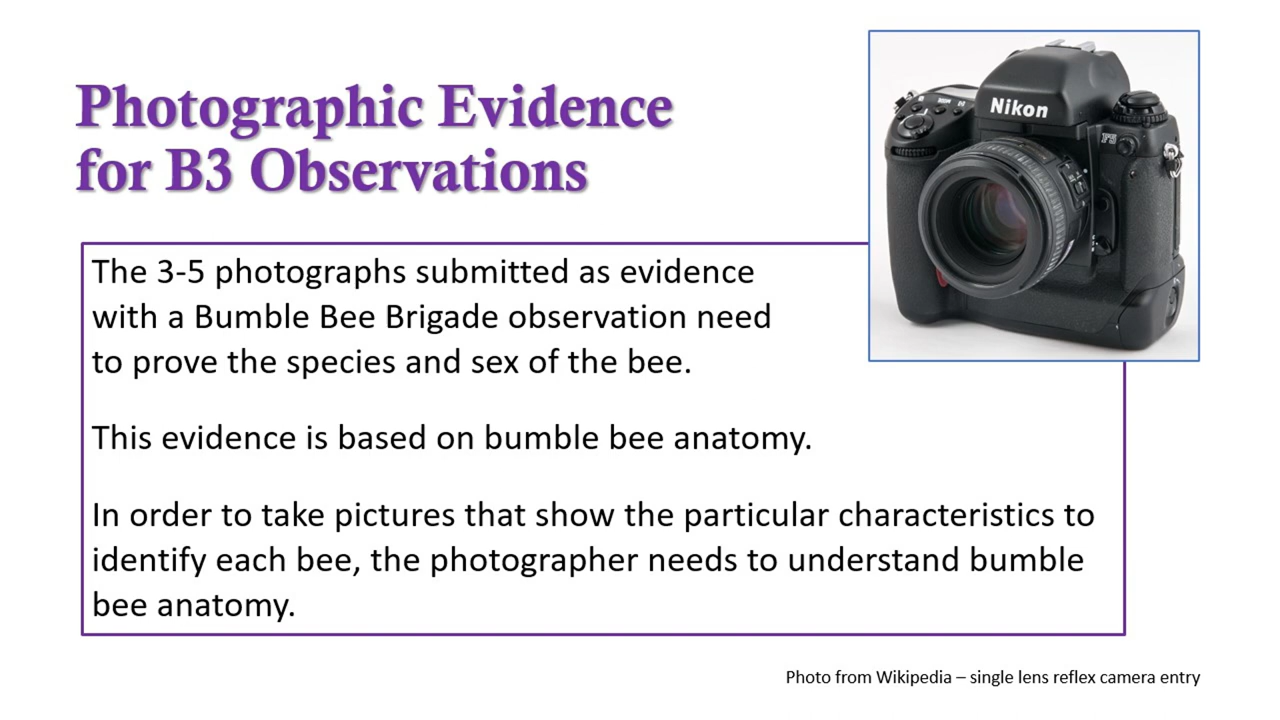 Photographic Evidence
for B3 Observations
Nikon
F5
The 3-5 photographs submitted as evidence
with a Bumble Bee Brigade observation need
to prove the species and sex of the bee.
This evidence is based on bumble bee anatomy.
In order to take pictures that show the particular characteristics to
identify each bee, the photographer needs to understand bumble
bee anatomy.
Photo from Wikipedia – single lens reflex camera entry